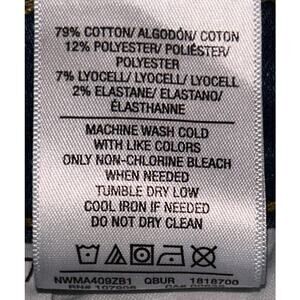 79% COTTON/ ALGODÓN/ COTON
12% POLYESTER/ POLIÉSTER/
POLYESTER
7% LYOCELL/ LYOCELL/ LYOCELL
2% ELASTANE/ ELASTANO/
ÉLASTHANNE
MACHINE WASH COLD
WITH LIKE COLORS
ONLY NON-CHLORINE BLEACH
WHEN NEEDED
TUMBLE DRY LOW
COOL IRON IF NEEDED
DO NOT DRY CLEAN
NWMA409ZB1 QBUR 1818700